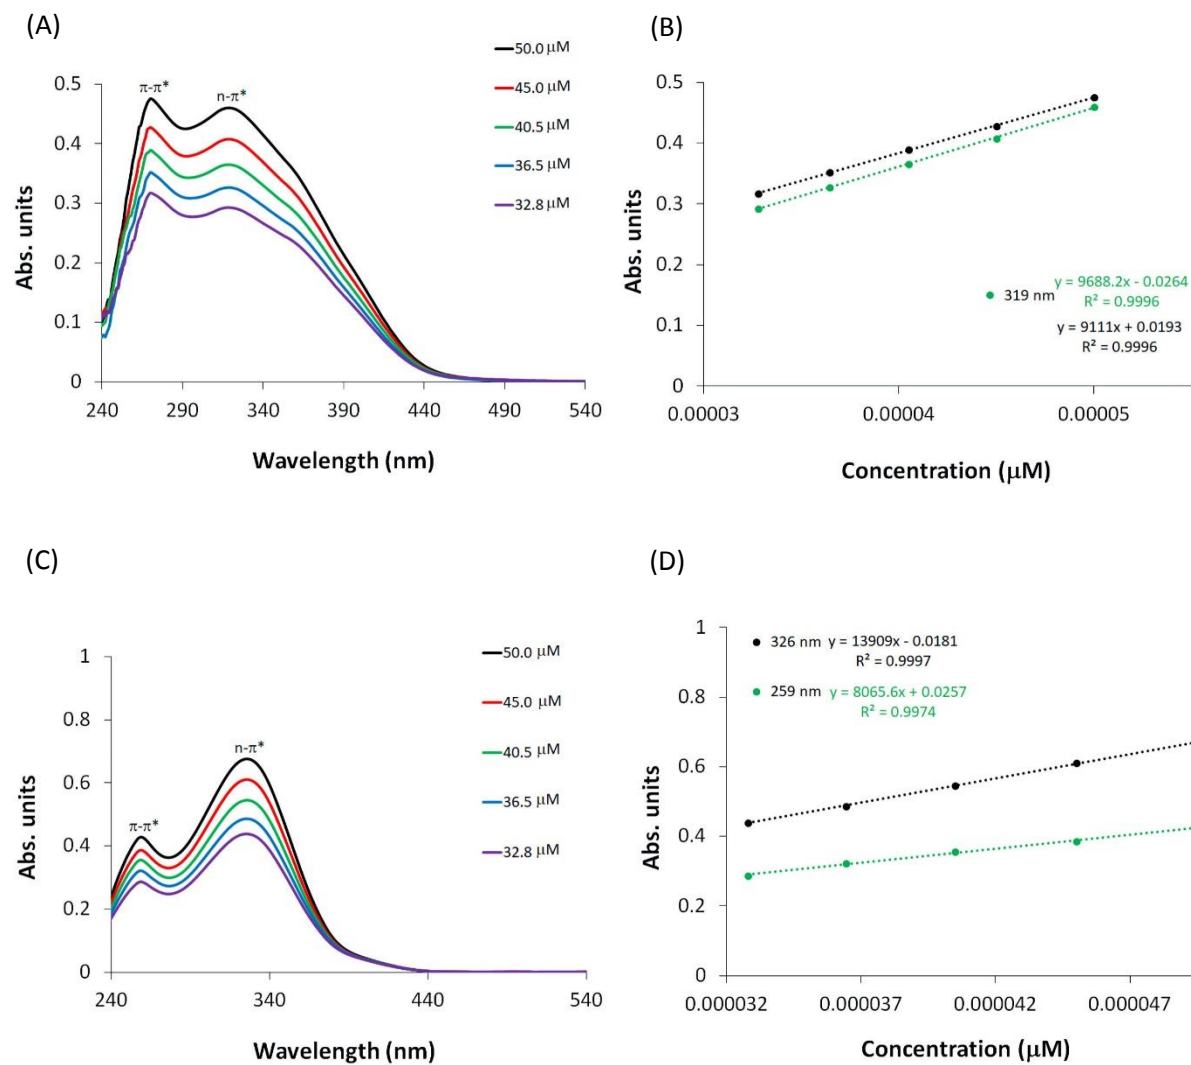 (A)
50.0 μM
45.0 μM
40.5 μM
36.5 μM
32.8 μM
π-π*
n-π*
0.5
0.4
0.3
0.2
0.1
0
240 290 340 390 440 490 540
Abs. units
Wavelength (nm)
(B)
0.5
0.4
0.3
0.2
0.1
0
319 nm
y = 9688.2x - 0.0264
R² = 0.9996
y = 9111x + 0.0193
R² = 0.9996
0.00003 0.00004 0.00005
Abs. units
Concentration (μM)
(C)
50.0 μM
45.0 μM
40.5 μM
36.5 μM
32.8 μM
π-π*
n-π*
1
0.8
0.6
0.4
0.2
0
240 340 440 540
Abs. units
Wavelength (nm)
(D)
1
0.8
0.6
0.4
0.2
0
326 nm y = 13909x - 0.0181
R² = 0.9997
259 nm y = 8065.6x + 0.0257
R² = 0.9974
0.000032 0.000037 0.000042 0.000047
Abs. units
Concentration (μM)